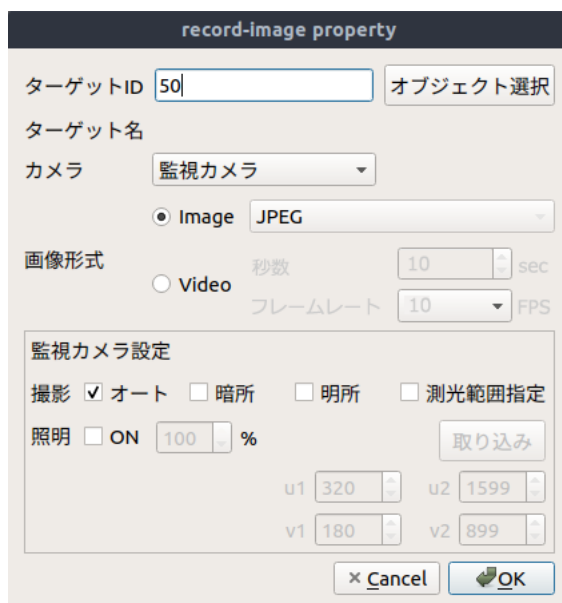 record-image property
ターゲットID 50 オブジェクト選択
ターゲット名
カメラ 監視カメラ
Image JPEG
画像形式
秒数 10 sec
Video
フレームレート 10 FPS
監視カメラ設定
撮影 オート 暗所 明所 測光範囲指定
照明 ON 100 % 取り込み
u1 320 u2 1599
v1 180 v2 899
Cancel OK